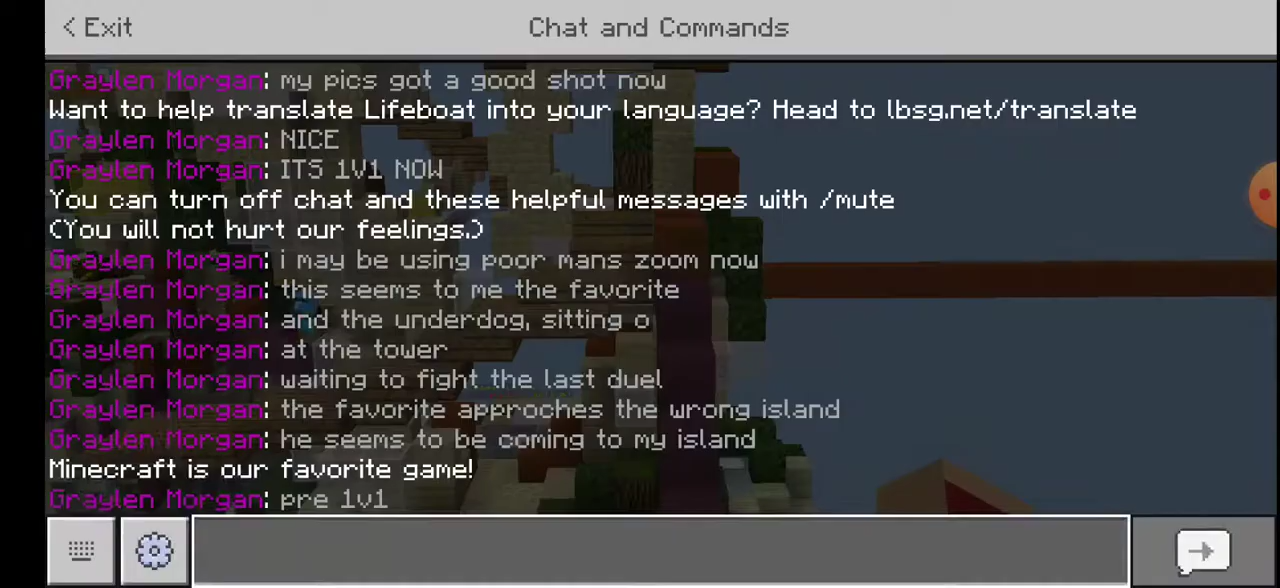 < Exit
Chat and Commands
Graylen Morgan: my pics got a good shot now
Want to help translate Lifeboat into your language? Head to lbsg.net/translate
Graylen Morgan: NICE
Graylen Morgan: ITS 1V1 NOW
You can turn off chat and these helpful messages with /mute
(You will not hurt our feelings.)
Graylen Morgan: i may be using poor mans zoom now
Graylen Morgan: this seems to me the favorite
Graylen Morgan: and the underdog, sitting o
Graylen Morgan: at the tower
Graylen Morgan: waiting to fight the last duel
Graylen Morgan: the favorite approches the wrong island
Graylen Morgan: he seems to be coming to my island
Minecraft is our favorite game!
Graylen Morgan: pre 1v1